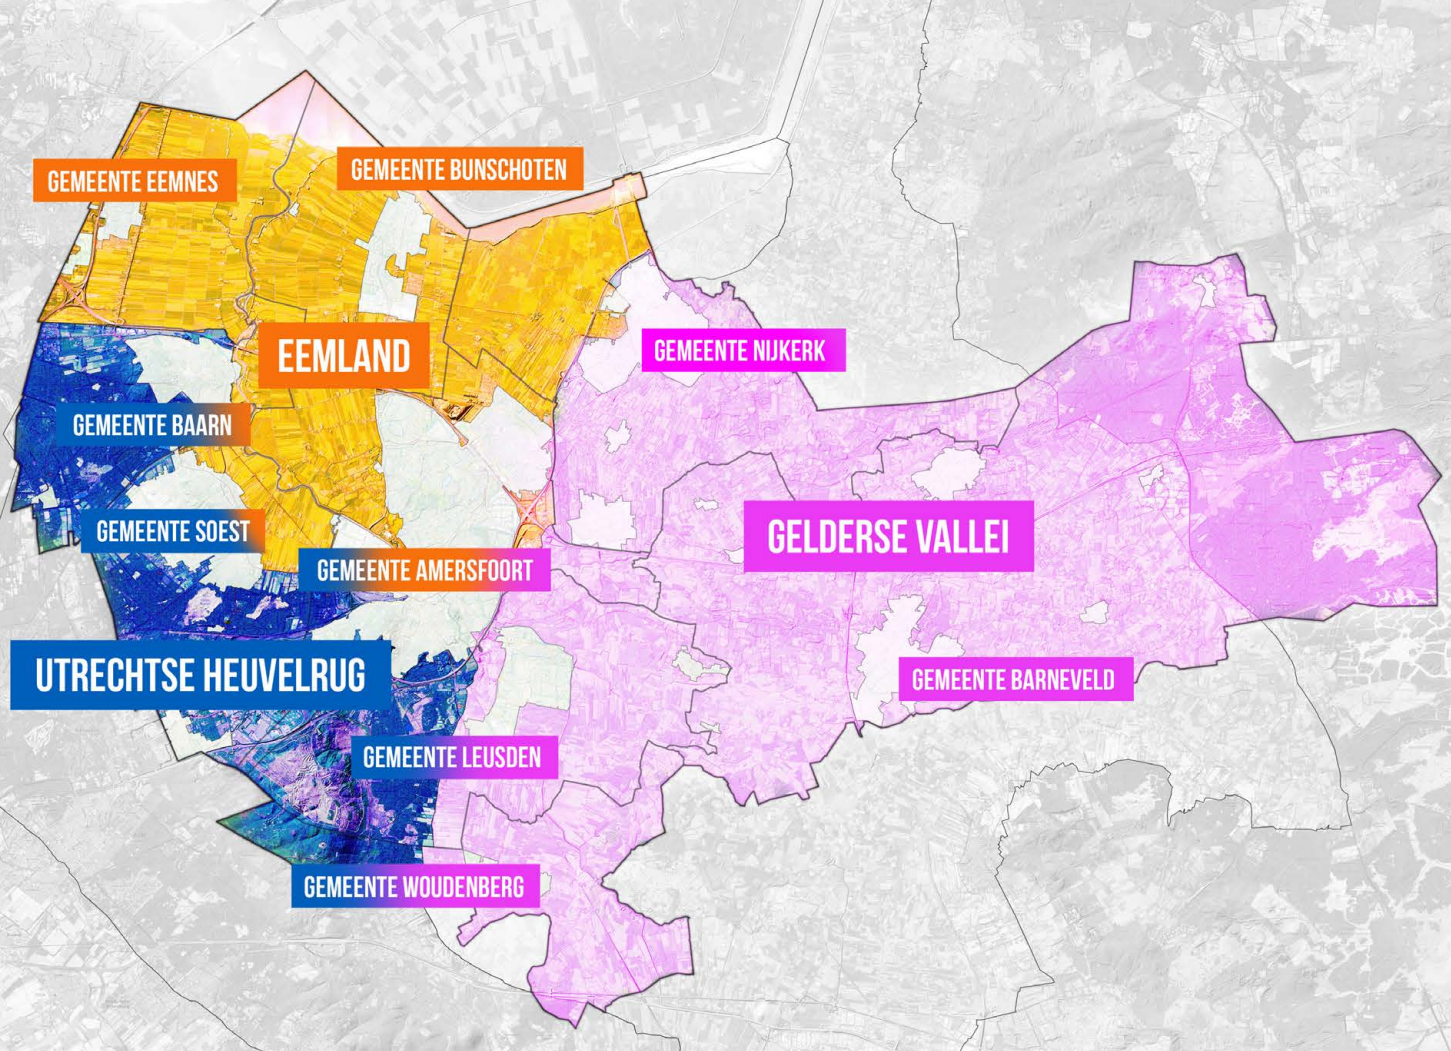 GEMEENTE BUNSCHOTEN
GEMEENTE EEMNES
EEMLAND
GEMEENTE NIJKERK
GEMEENTE BAARN
GEMEENTE SOEST
GELDERSE VALLEI
GEMEENTE AMERSFOORT
UTRECHTSE HEUVELRUG
GEMEENTE BARNEVELD
GEMEENTE LEUSDEN
GEMEENTE WOUDENBERG